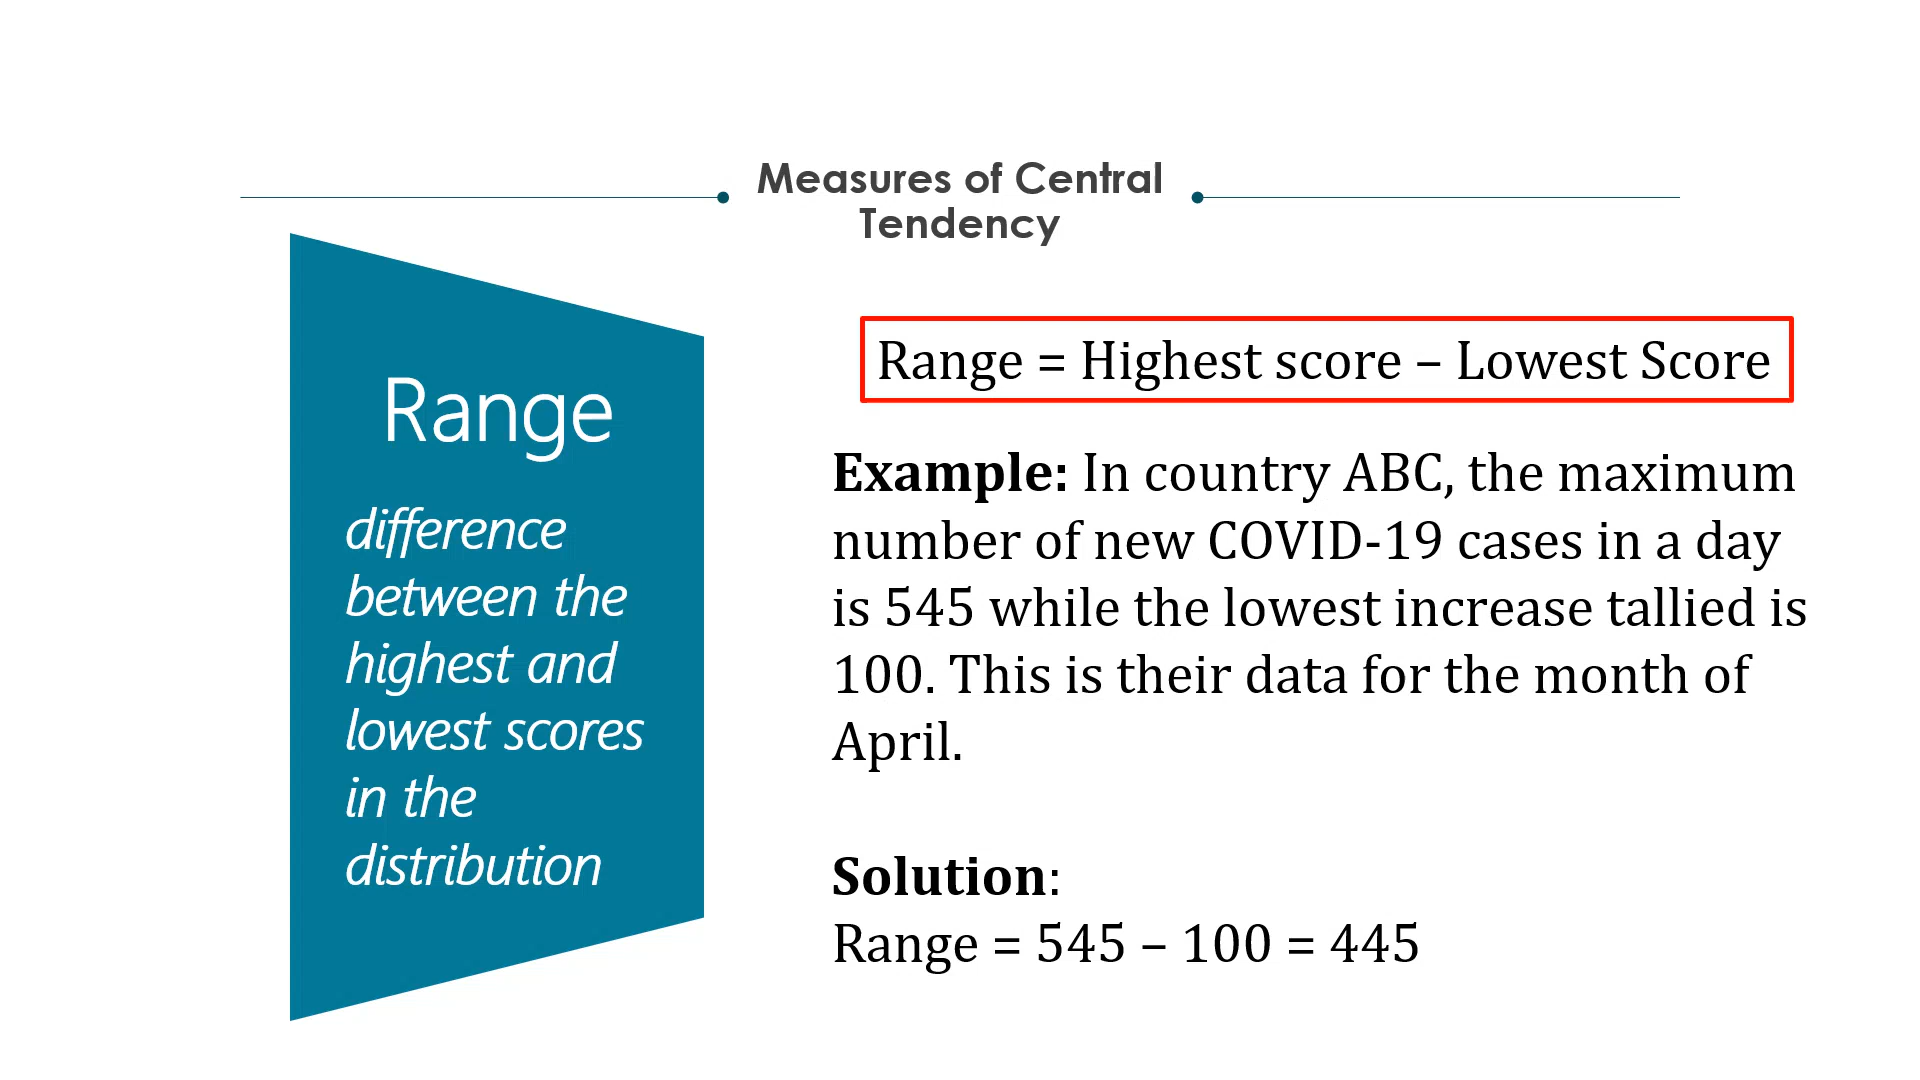 Measures of Central
Tendency
Range
difference
between the
highest and
lowest scores
in the
distribution
Range = Highest score – Lowest Score
Example: In country ABC, the maximum
number of new COVID-19 cases in a day
is 545 while the lowest increase tallied is
100. This is their data for the month of
April.
Solution:
Range = 545 – 100 = 445